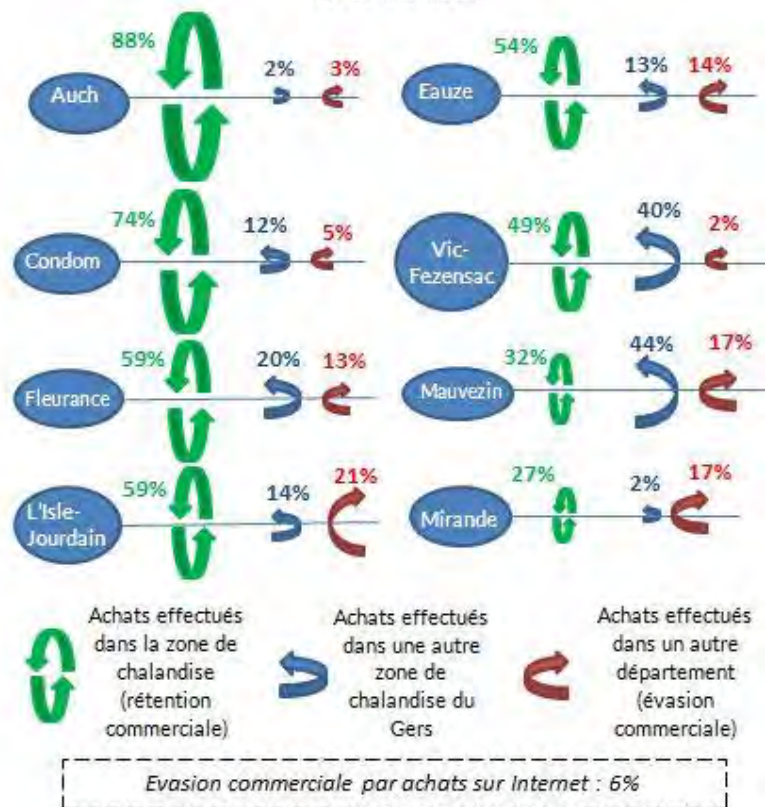 88%
2%
3%
Auch
54%
13%
14%
Eauze
74%
12%
5%
Condom
49%
40%
2%
Vic-
Fezensac
59%
20%
13%
Fleurance
32%
44%
17%
Mauvezin
59%
14%
21%
L'Isle-
Jourdain
27%
2%
17%
Mirande
Achats effectués
dans la zone de
chalandise
(rétention
commerciale)
Achats effectués
dans une autre
zone de
chalandise du
Gers
Achats effectués
dans un autre
département
(évasion
commerciale)
Evasion commerciale par achats sur Internet : 6%